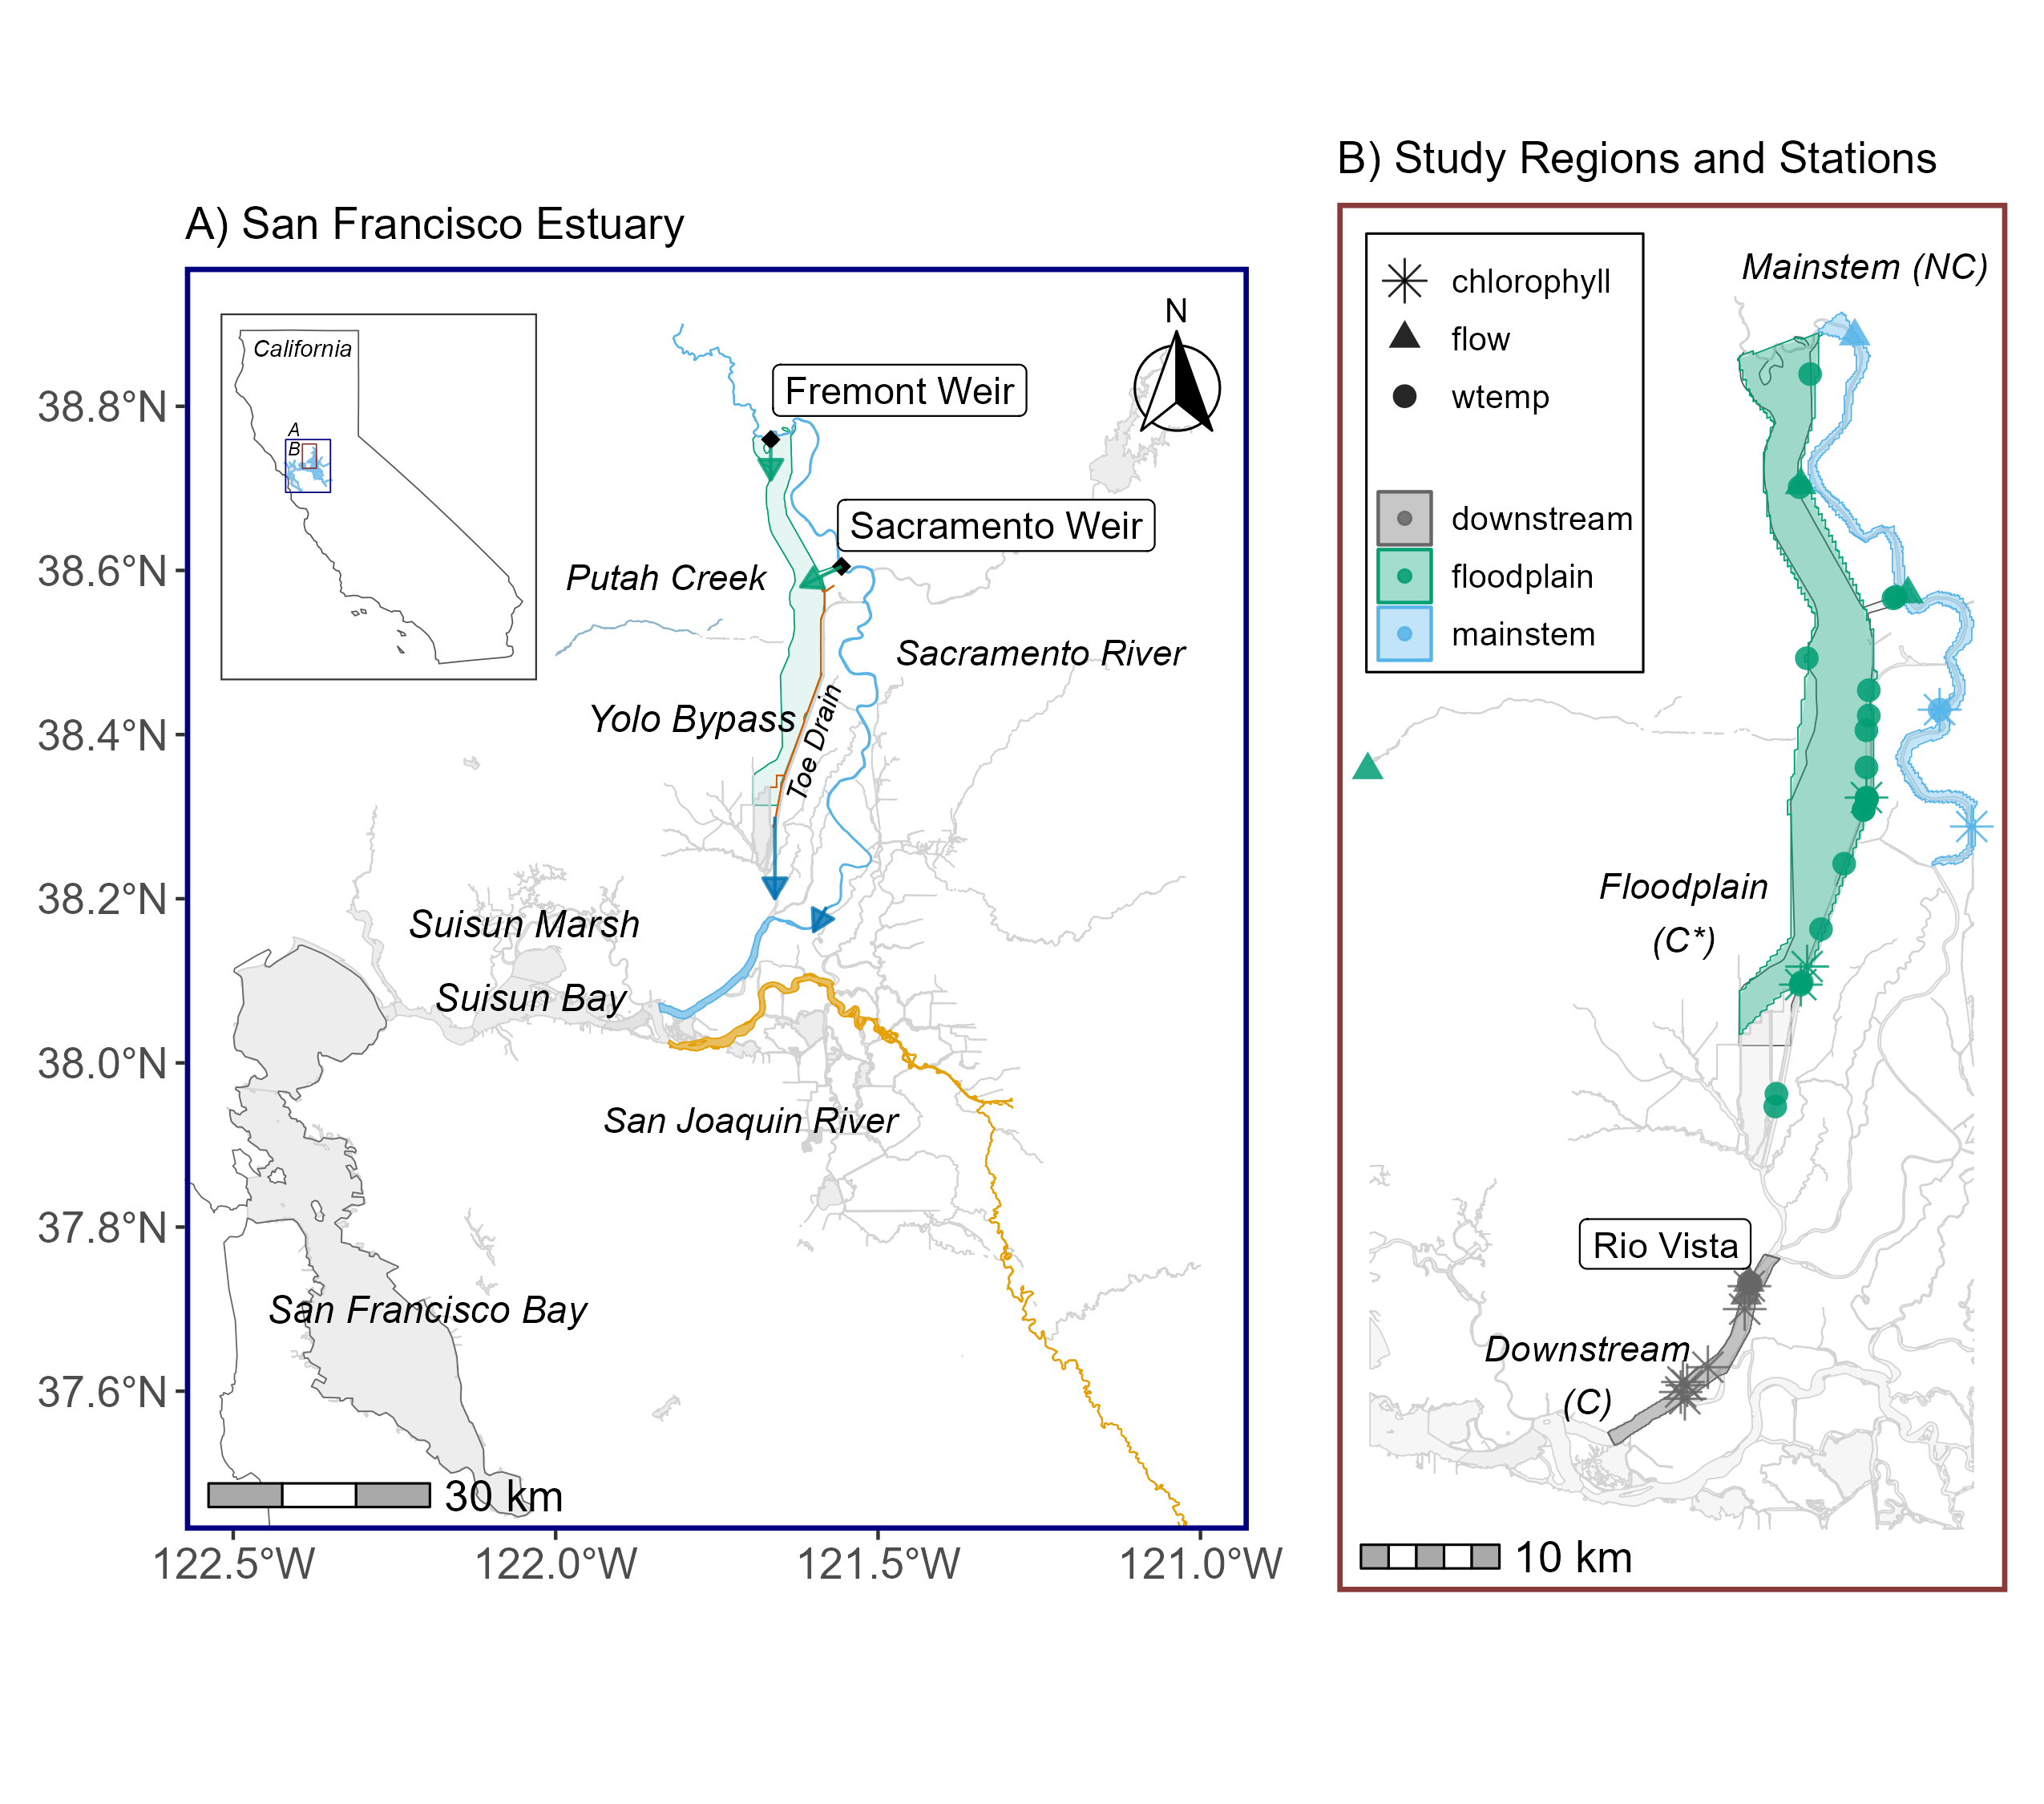 A) San Francisco Estuary
California
A
B
N
Fremont Weir
Sacramento Weir
Putah Creek
Sacramento River
Yolo Bypass
Toe Drain
Suisun Marsh
Suisun Bay
San Joaquin River
San Francisco Bay
30 km
38.8°N
38.6°N
38.4°N
38.2°N
38.0°N
37.8°N
37.6°N
122.5°W
122.0°W
121.5°W
121.0°W
B) Study Regions and Stations
chlorophyll
flow
wtemp
downstream
floodplain
mainstem
Mainstem (NC)
Floodplain
(C*)
Rio Vista
Downstream
(C)
10 km